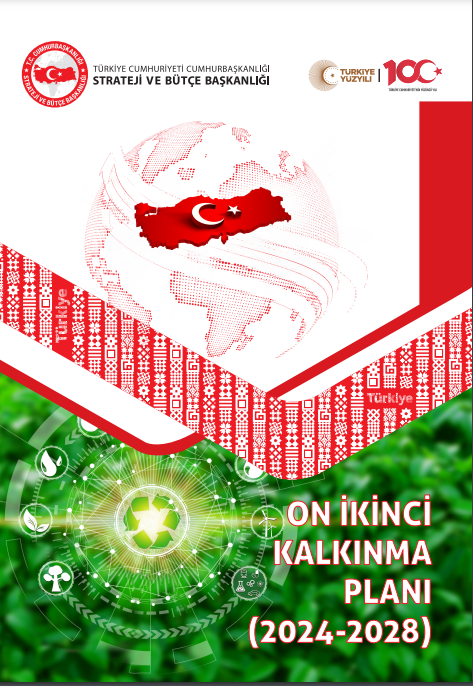 T.C. CUMHURBAŞKANLIĞI
STRATEJİ VE BÜTÇE BAŞKANLIĞI
TÜRKİYE CUMHURİYETİ CUMHURBAŞKANLIĞI
STRATEJİ VE BÜTÇE BAŞKANLIĞI
TÜRKİYE
YÜZYILI
100
Türkiye
Türkiye
ON İKİNCİ
KALKINMA
PLANI
(2024-2028)